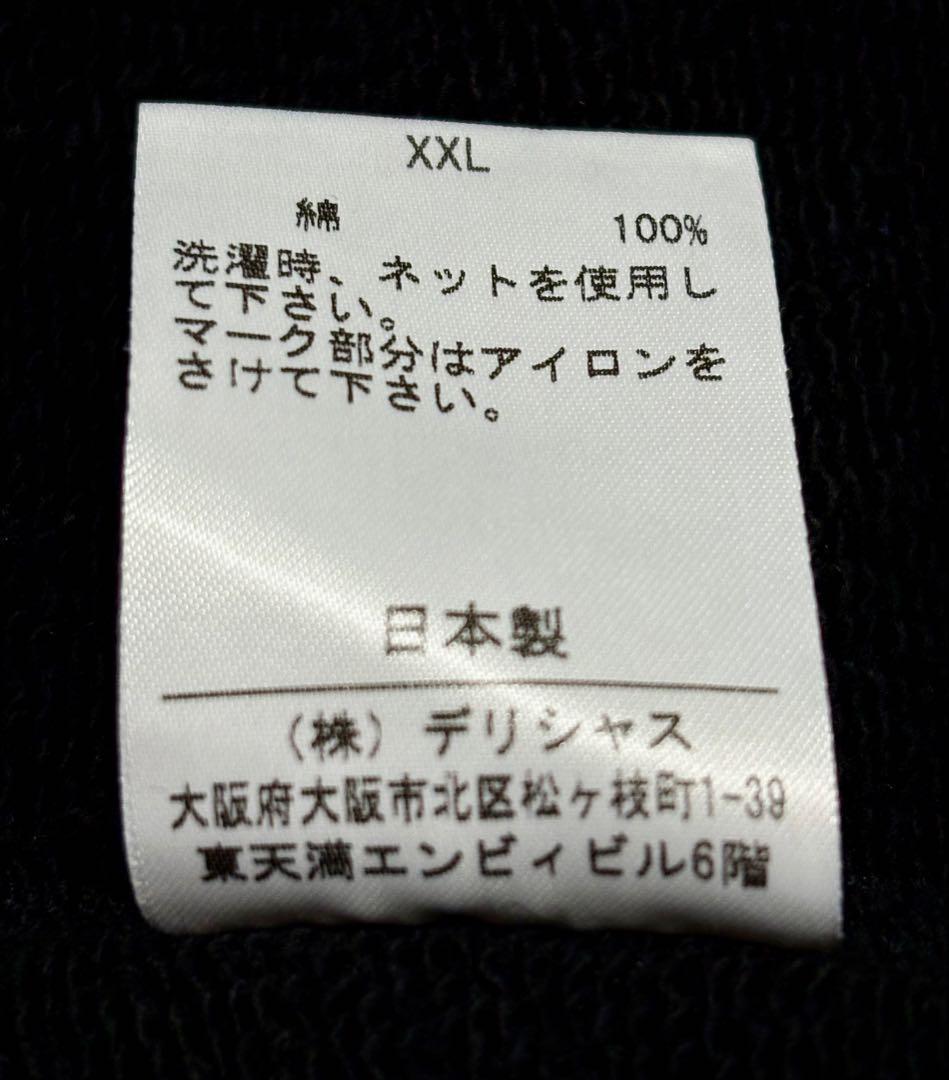 XXL
綿 100%
洗濯時、ネットを使用し
て下さい。
マーク部分はアイロンを
さけて下さい。
日本製
(株) デリシャス
大阪府大阪市北区松ヶ枝町1-39
東天満エンビィビル6階